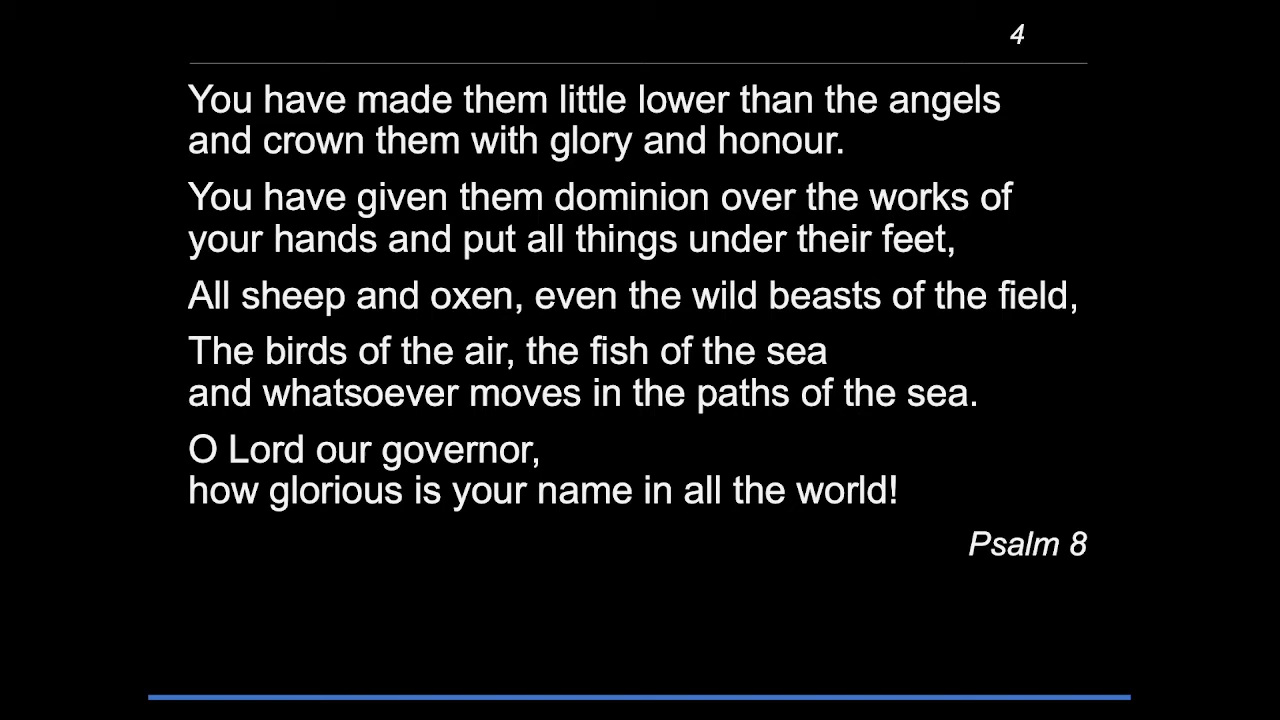 4
You have made them little lower than the angels
and crown them with glory and honour.
You have given them dominion over the works of
your hands and put all things under their feet,
All sheep and oxen, even the wild beasts of the field,
The birds of the air, the fish of the sea
and whatsoever moves in the paths of the sea.
O Lord our governor,
how glorious is your name in all the world!
Psalm 8